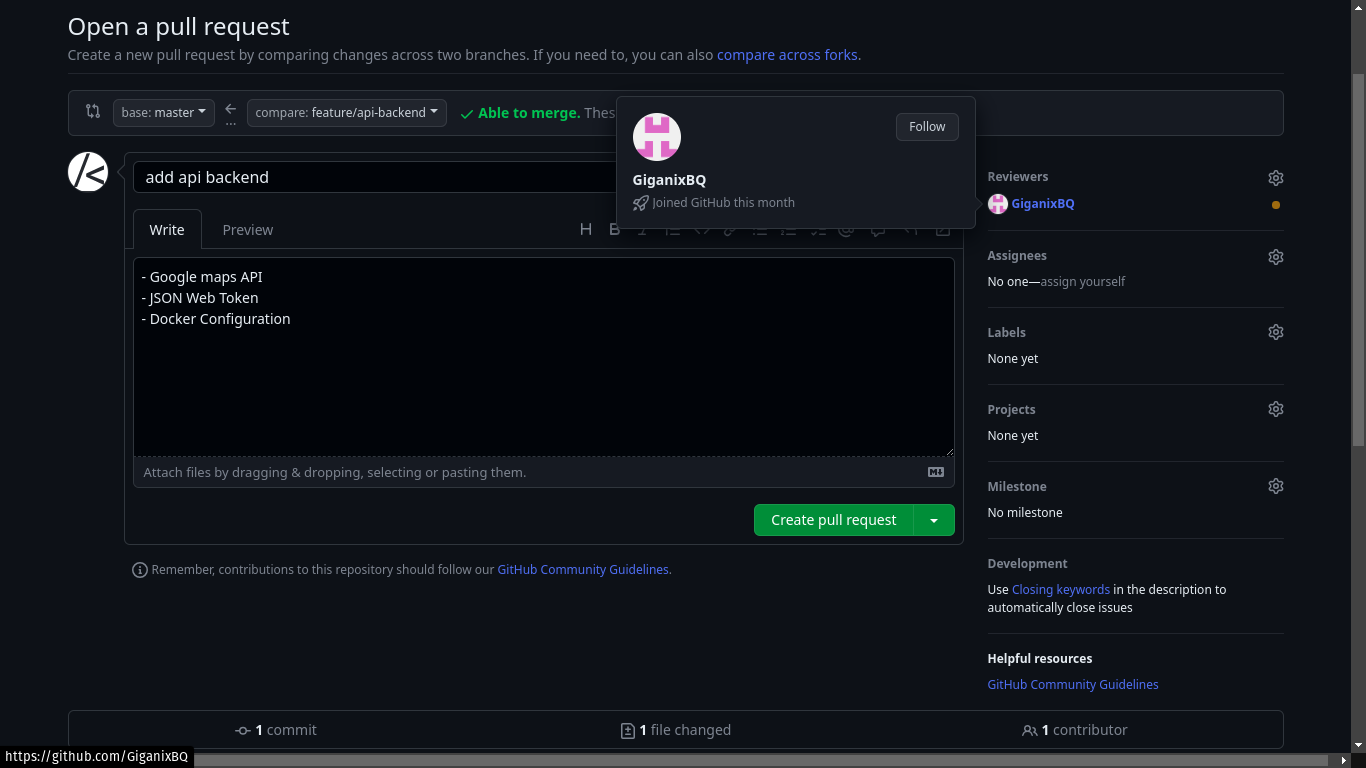 Open a pull request
Create a new pull request by comparing changes across two branches. If you need to, you can also compare across forks.
base: master
compare: feature/api-backend
...
Able to merge. Thes
Follow
GiganixBQ
Joined GitHub this month
/<
add api backend
Reviewers
GiganixBQ
Write
Preview
H B I
Assignees
No one—assign yourself
- Google maps API
- JSON Web Token
- Docker Configuration
Labels
None yet
Projects
None yet
Attach files by dragging & dropping, selecting or pasting them.
Milestone
No milestone
Create pull request
Remember, contributions to this repository should follow our GitHub Community Guidelines.
Development
Use Closing keywords in the description to
automatically close issues
Helpful resources
GitHub Community Guidelines
1 commit
1 file changed
1 contributor
https://github.com/GiganixBQ